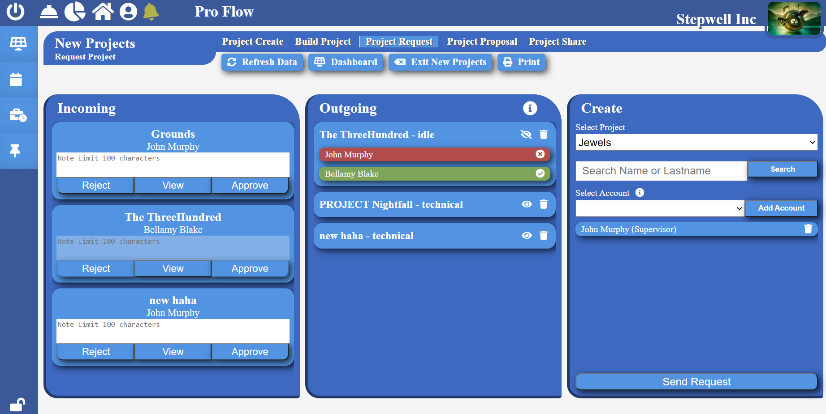 Pro Flow
Stepwell Inc
New Projects
Request Project
Project Create Build Project Project Request Project Proposal Project Share
Refresh Data Dashboard Exit New Projects Print
Incoming
Grounds
John Murphy
Note Limit 100 characters
Reject View Approve
The ThreeHundred
Bellamy Blake
Note Limit 100 characters
Reject View Approve
new haha
John Murphy
Note Limit 100 characters
Reject View Approve
Outgoing
The ThreeHundred - idle
John Murphy
Bellamy Blake
PROJECT Nightfall - technical
new haha - technical
Create
Select Project
Jewels
Search Name or Lastname Search
Select Account
Add Account
John Murphy (Supervisor)
Send Request